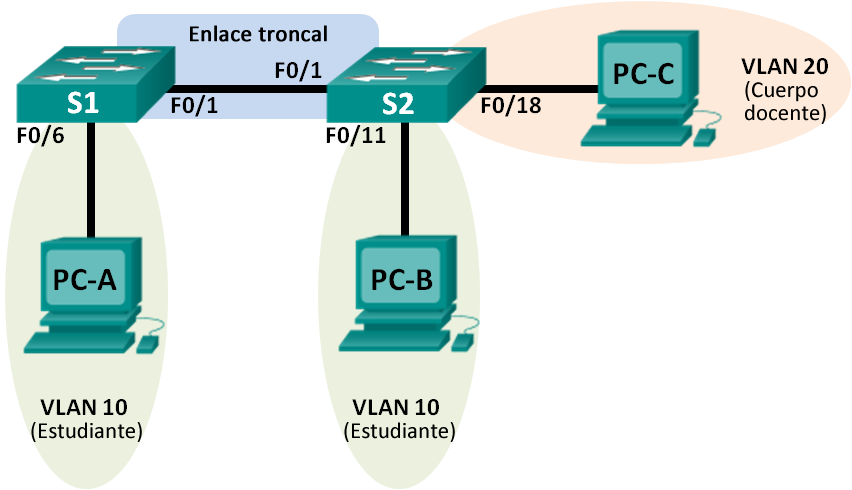 Enlace troncal
F0/1
S1
F0/1
S2
F0/18
PC-C
VLAN 20
(Cuerpo
docente)
F0/6
F0/11
PC-A
PC-B
VLAN 10
(Estudiante)
VLAN 10
(Estudiante)